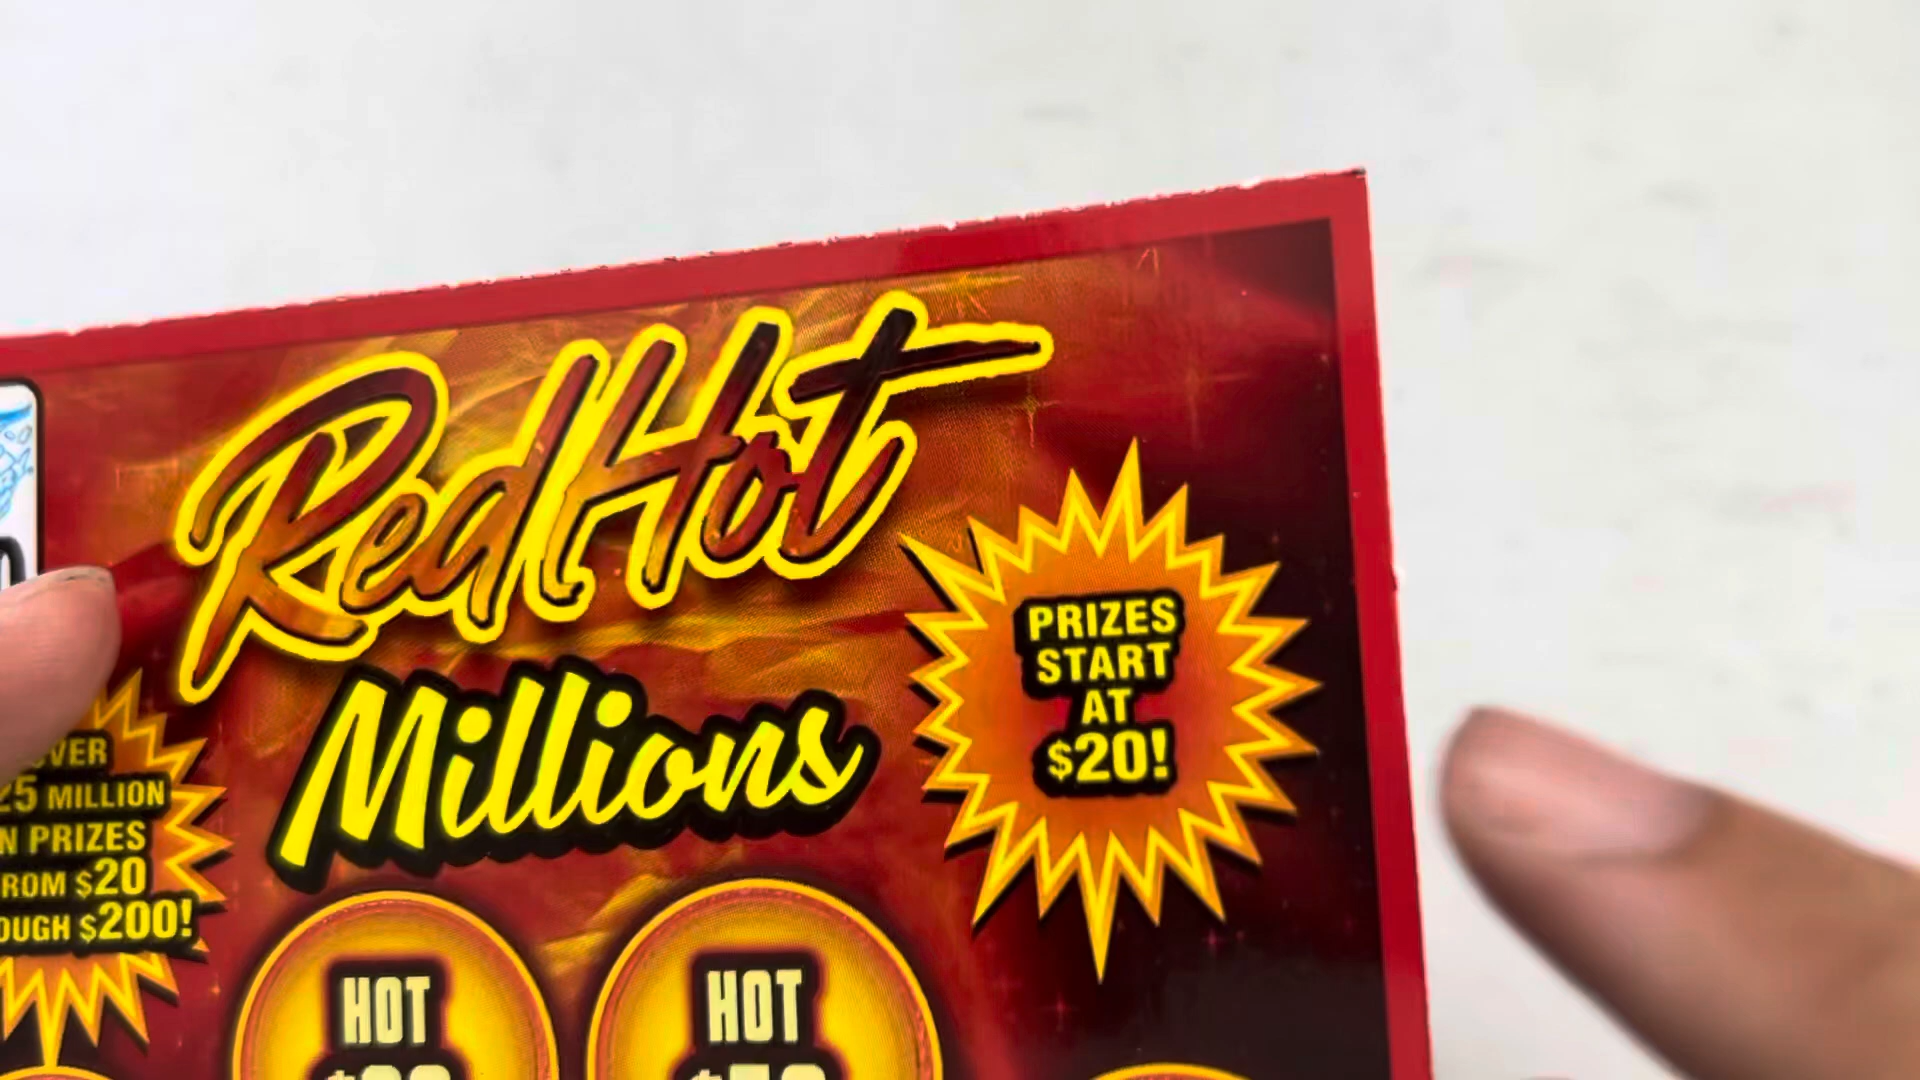 Red Hot
Millions
PRIZES
START
AT
$20!
25 MILLION
PRIZES
$20
$200!
HOT
HOT